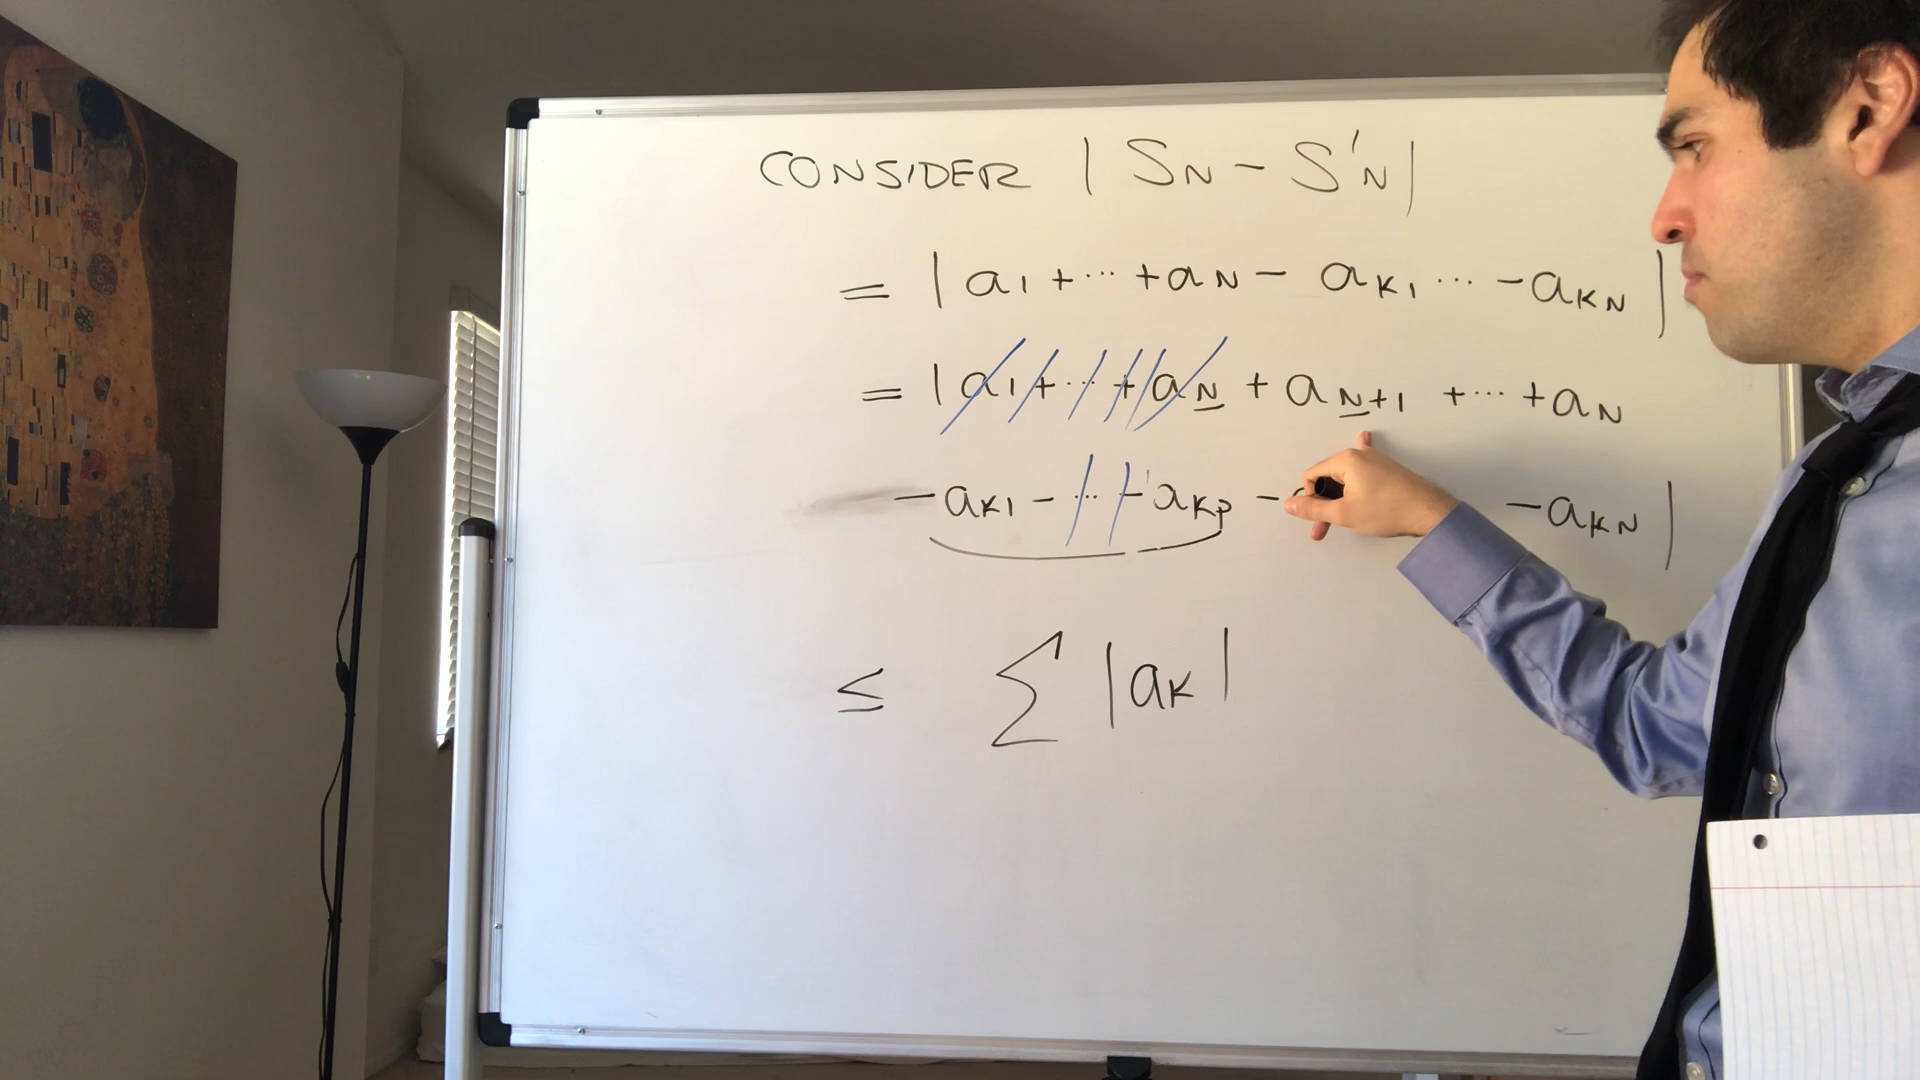 CONSIDER | SN - S'N |
= | a1 + ··· + aN - aK1 ··· - aKN |
= | a1 + ··· + aN + aN+1 + ··· + aN
- aK1 - ··· - aKp - - aKN |
≤ ∑ |aK|